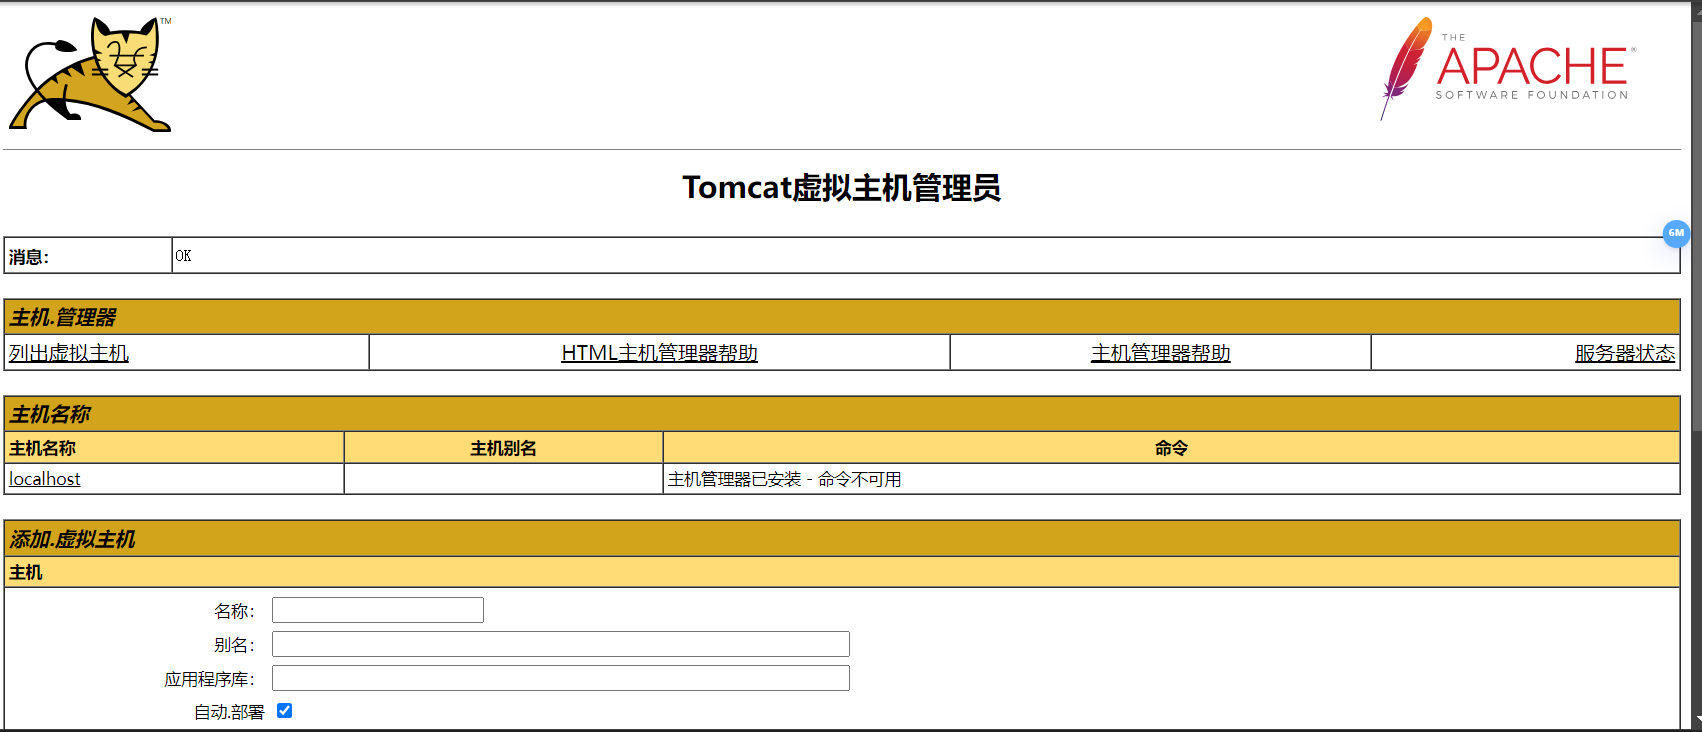 TM
THE
APACHE®
SOFTWARE FOUNDATION
Tomcat虚拟主机管理员
6M
消息： OK
主机.管理器
列出虚拟主机 HTML主机管理器帮助 主机管理器帮助 服务器状态
主机名称
主机名称 主机别名 命令
localhost 主机管理器已安装 - 命令不可用
添加.虚拟主机
主机
名称：
别名：
应用程序库：
自动.部署